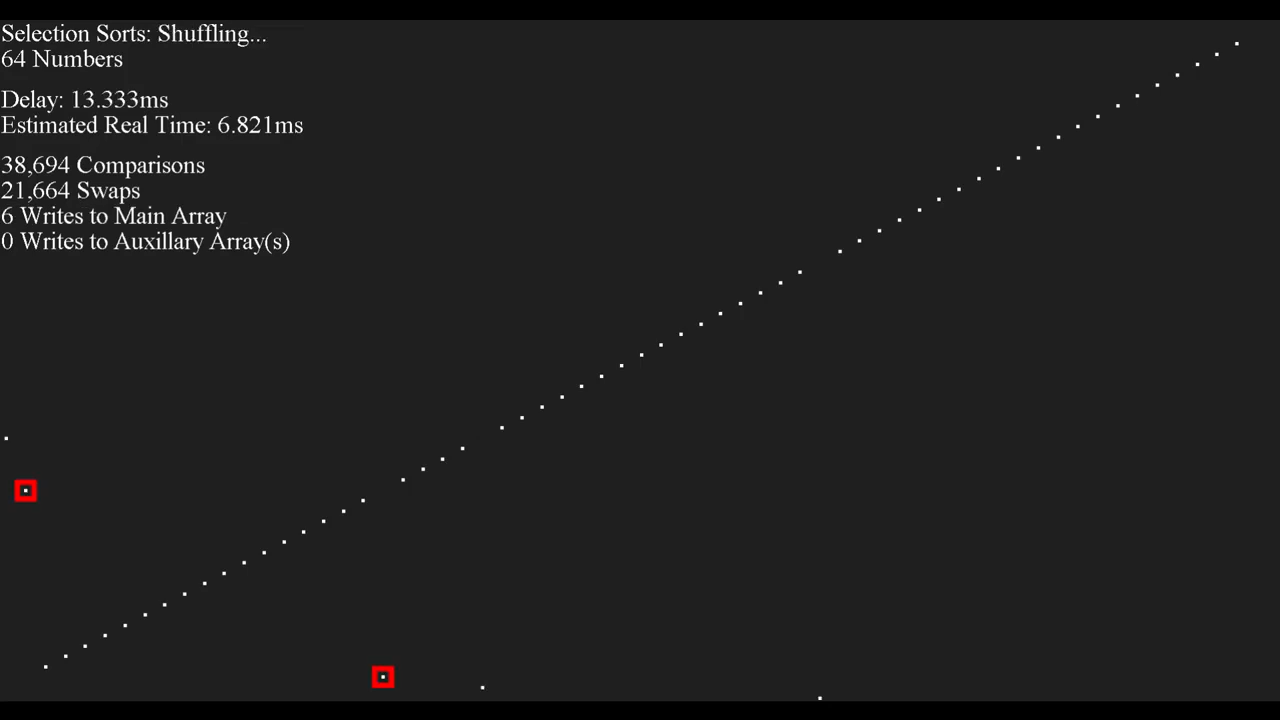 Selection Sorts: Shuffling...
64 Numbers
Delay: 13.333ms
Estimated Real Time: 6.821ms
38,694 Comparisons
21,664 Swaps
6 Writes to Main Array
0 Writes to Auxillary Array(s)